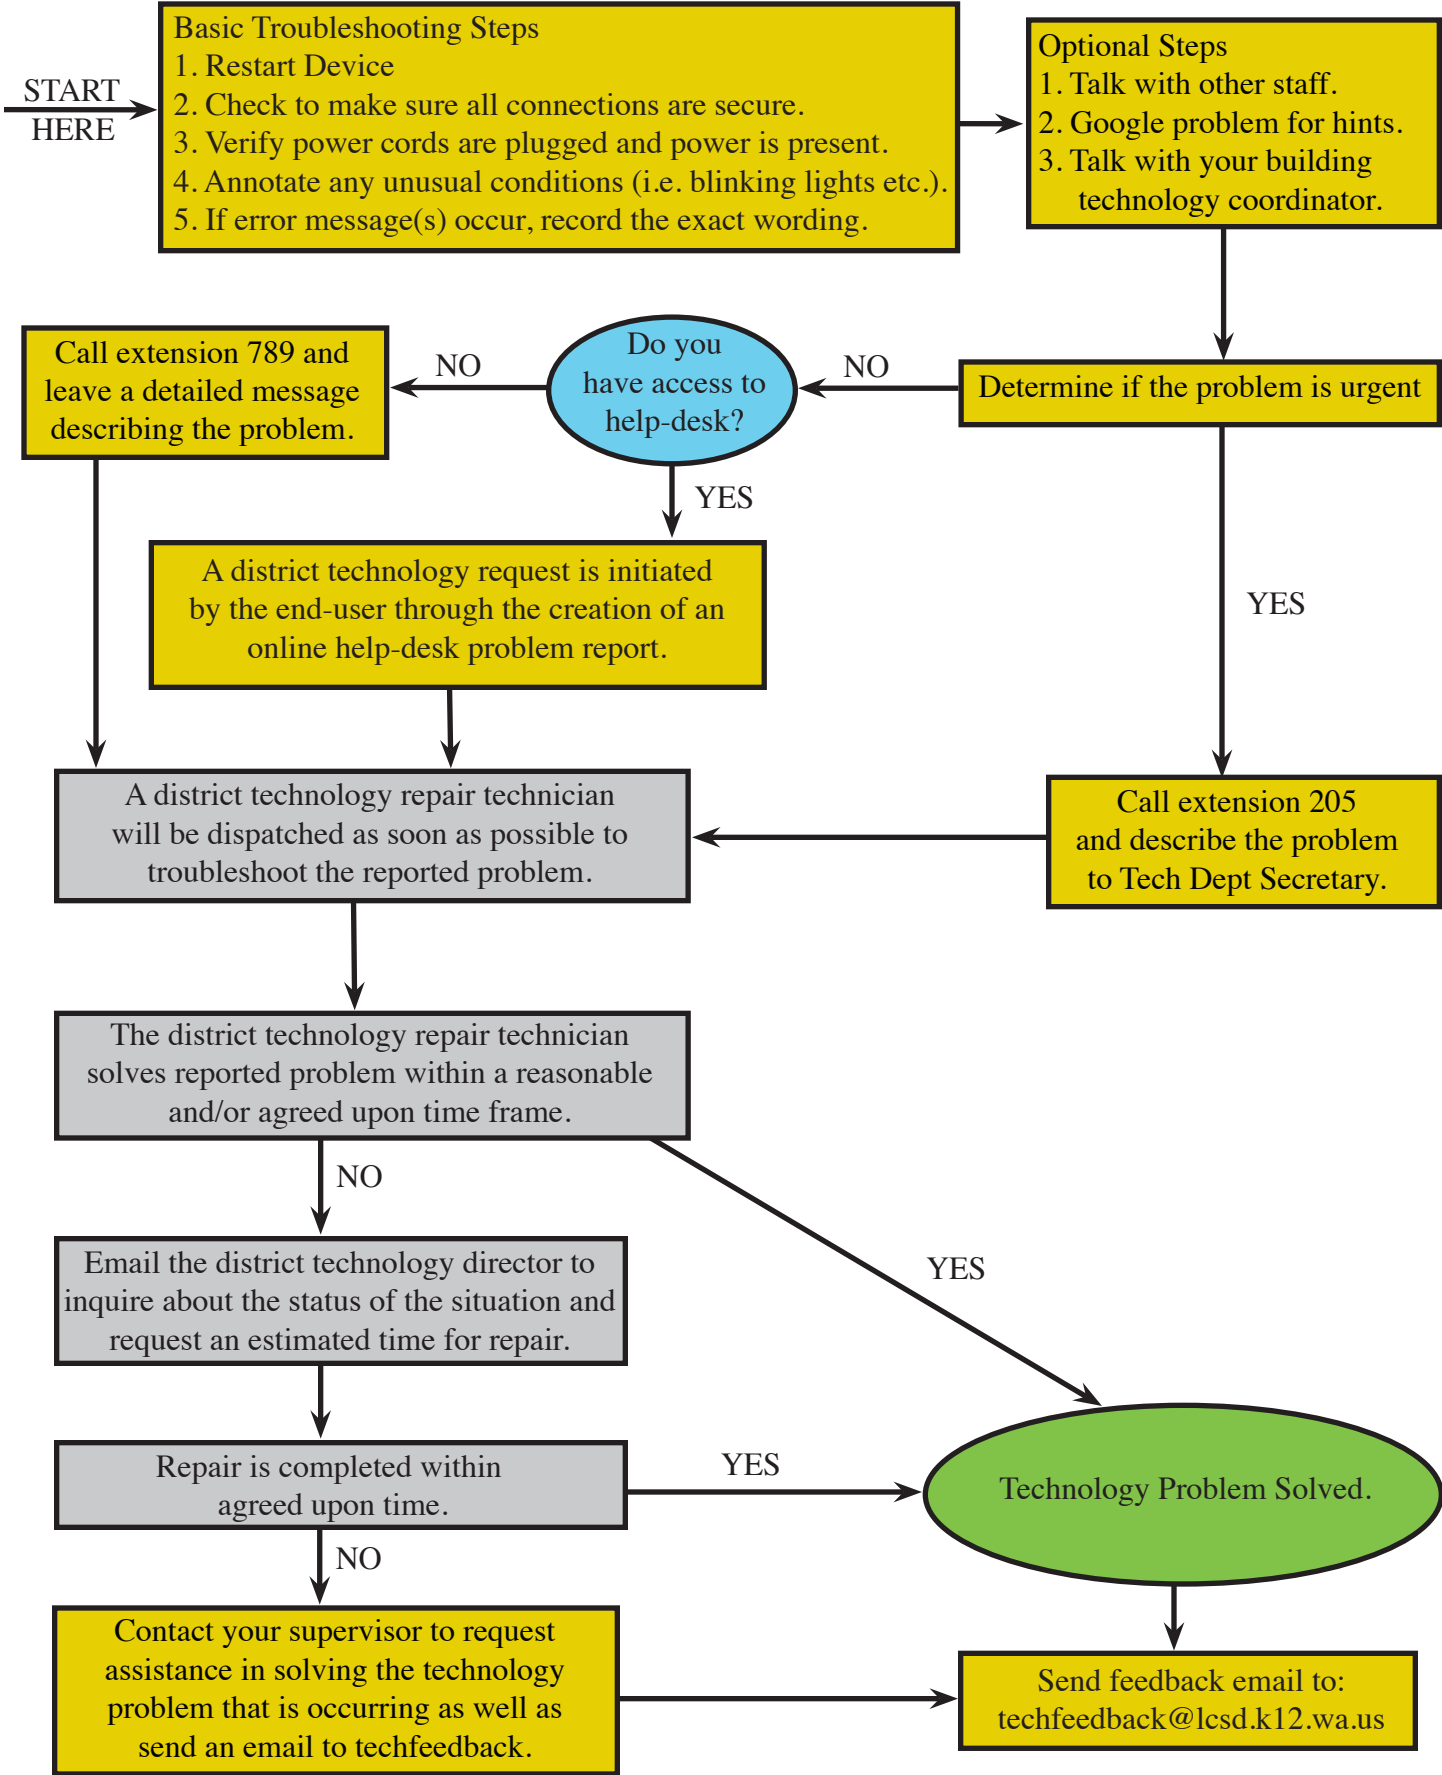 START
HERE
Basic Troubleshooting Steps
1. Restart Device
2. Check to make sure all connections are secure.
3. Verify power cords are plugged and power is present.
4. Annotate any unusual conditions (i.e. blinking lights etc.).
5. If error message(s) occur, record the exact wording.
Optional Steps
1. Talk with other staff.
2. Google problem for hints.
3. Talk with your building
technology coordinator.
Determine if the problem is urgent
NO
Do you
have access to
help-desk?
NO
Call extension 789 and
leave a detailed message
describing the problem.
YES
A district technology request is initiated
by the end-user through the creation of an
online help-desk problem report.
YES
Call extension 205
and describe the problem
to Tech Dept Secretary.
A district technology repair technician
will be dispatched as soon as possible to
troubleshoot the reported problem.
The district technology repair technician
solves reported problem within a reasonable
and/or agreed upon time frame.
NO
YES
Email the district technology director to
inquire about the status of the situation and
request an estimated time for repair.
Repair is completed within
agreed upon time.
YES
Technology Problem Solved.
NO
Contact your supervisor to request
assistance in solving the technology
problem that is occurring as well as
send an email to techfeedback.
Send feedback email to:
techfeedback@lcsd.k12.wa.us